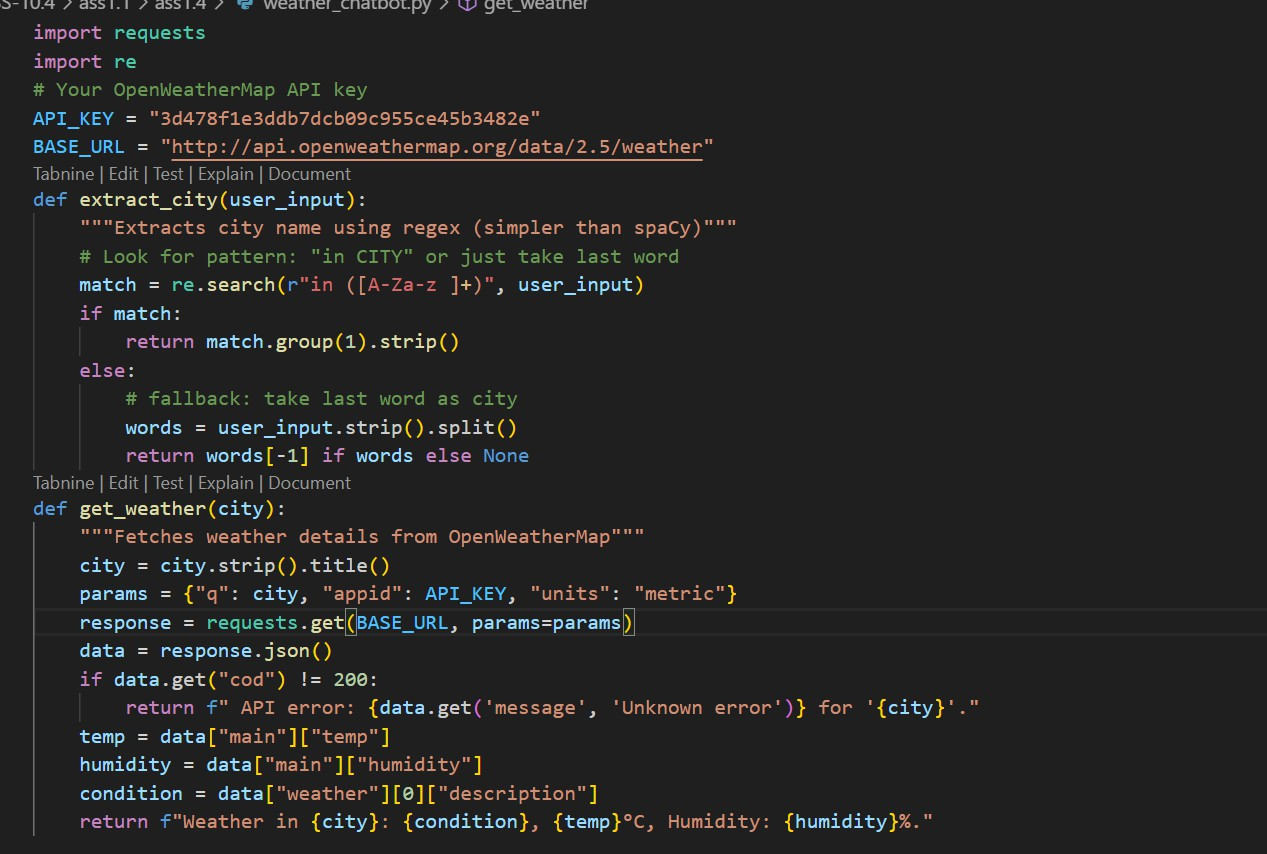 S-10.4 > ass1.1 > ass1.4 > weather_chatbot.py > get_weather
import requests
import re
# Your OpenWeatherMap API key
API_KEY = "3d478f1e3ddb7dcb09c955ce45b3482e"
BASE_URL = "http://api.openweathermap.org/data/2.5/weather"
Tabnine | Edit | Test | Explain | Document
def extract_city(user_input):
    """Extracts city name using regex (simpler than spaCy)"""
    # Look for pattern: "in CITY" or just take last word
    match = re.search(r"in ([A-Za-z ]+)", user_input)
    if match:
        return match.group(1).strip()
    else:
        # fallback: take last word as city
        words = user_input.strip().split()
        return words[-1] if words else None
Tabnine | Edit | Test | Explain | Document
def get_weather(city):
    """Fetches weather details from OpenWeatherMap"""
    city = city.strip().title()
    params = {"q": city, "appid": API_KEY, "units": "metric"}
    response = requests.get(BASE_URL, params=params)
    data = response.json()
    if data.get("cod") != 200:
        return f" API error: {data.get('message', 'Unknown error')} for '{city}'."
    temp = data["main"]["temp"]
    humidity = data["main"]["humidity"]
    condition = data["weather"][0]["description"]
    return f"Weather in {city}: {condition}, {temp}°C, Humidity: {humidity}%."